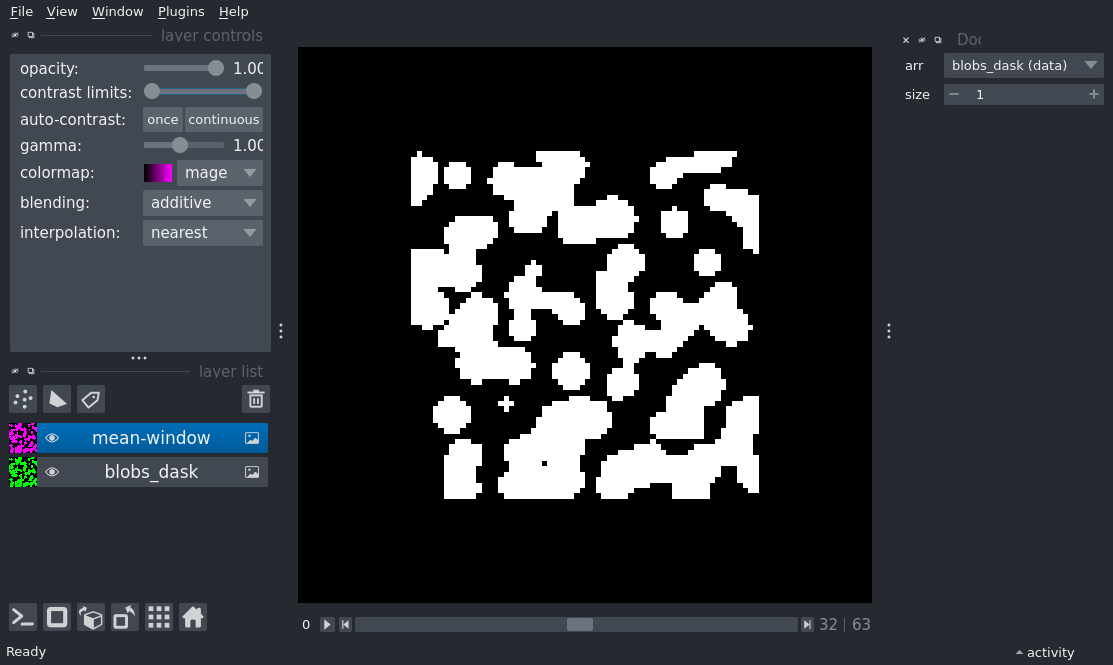 File View Window Plugins Help
layer controls
opacity: 1.00
contrast limits:
auto-contrast: once continuous
gamma: 1.00
colormap: mage
blending: additive
interpolation: nearest
layer list
mean-window
blobs_dask
0 32 | 63
Ready
Doc
arr blobs_dask (data)
size − 1 +
activity